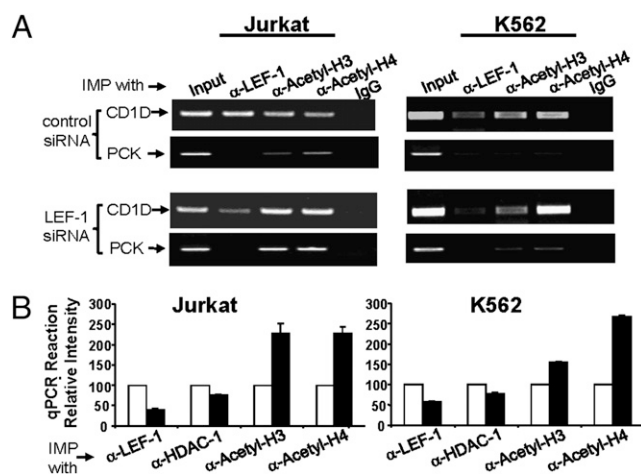 A
Jurkat
K562
IMP with
Input
α-LEF-1
α-Acetyl-H3
α-Acetyl-H4
IgG
Input
α-LEF-1
α-Acetyl-H3
α-Acetyl-H4
IgG
control siRNA
CD1D
PCK
LEF-1 siRNA
CD1D
PCK
B
Jurkat
K562
qPCR Reaction
Relative Intensity
300
250
200
150
100
50
0
300
250
200
150
100
50
0
IMP with
α-LEF-1
α-HDAC-1
α-Acetyl-H3
α-Acetyl-H4
α-LEF-1
α-HDAC-1
α-Acetyl-H3
α-Acetyl-H4